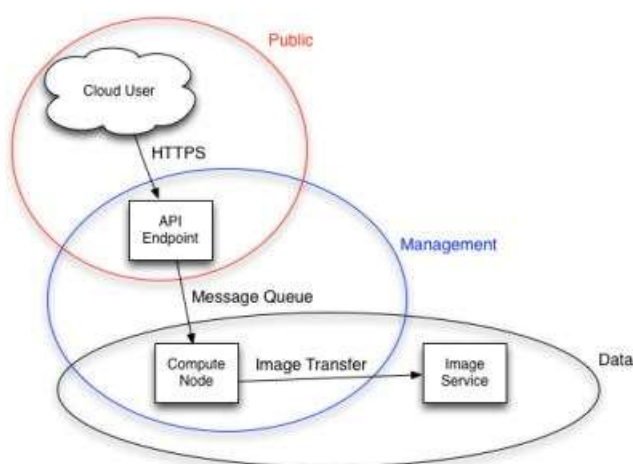 Public
Cloud User
HTTPS
API
Endpoint
Management
Message Queue
Compute
Node
Image Transfer
Image
Service
Data